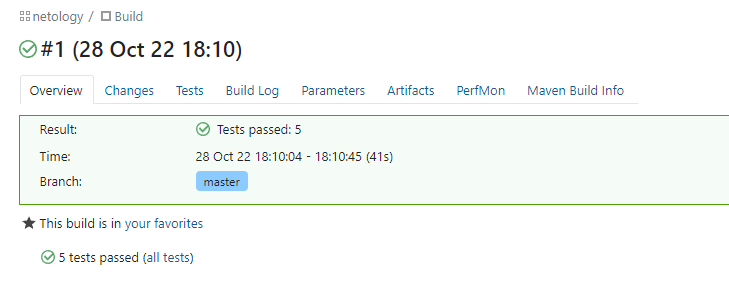 netology / Build
#1 (28 Oct 22 18:10)
Overview Changes Tests Build Log Parameters Artifacts PerfMon Maven Build Info
Result: Tests passed: 5
Time: 28 Oct 22 18:10:04 - 18:10:45 (41s)
Branch: master
This build is in your favorites
5 tests passed (all tests)